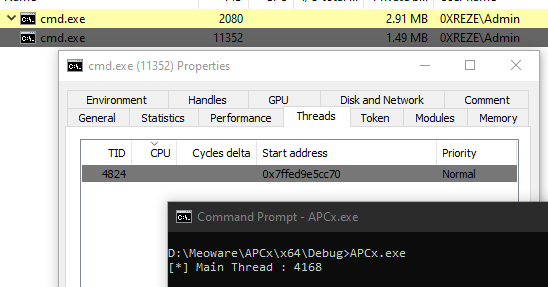 cmd.exe 2080 2.91 MB 0XREZE\Admin
cmd.exe 11352 1.49 MB 0XREZE\Admin
cmd.exe (11352) Properties
Environment Handles GPU Disk and Network Comment
General Statistics Performance Threads Token Modules Memory
TID CPU Cycles delta Start address Priority
4824 0x7ffed9e5cc70 Normal
Command Prompt - APCx.exe
D:\Meoware\APCx\x64\Debug>APCx.exe
[*] Main Thread : 4168